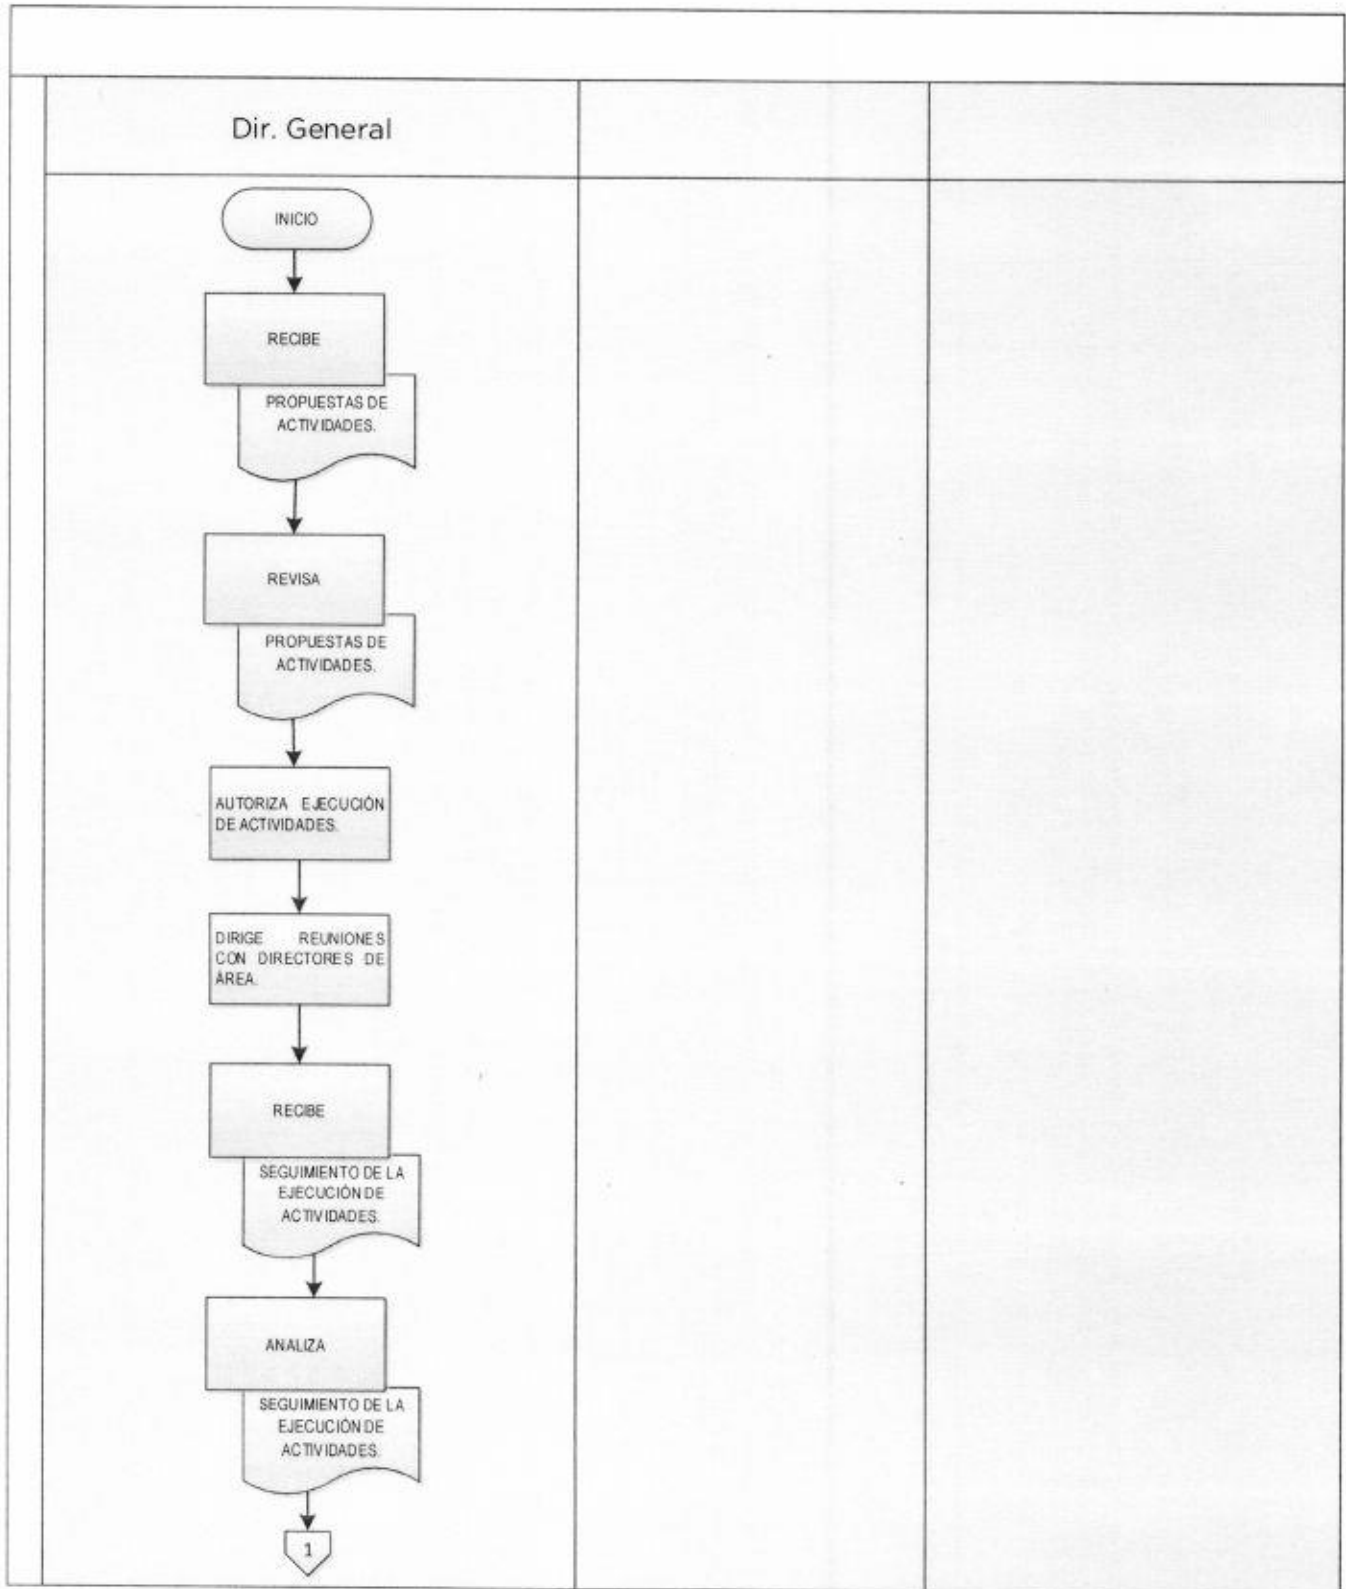 Dir. General
INICIO
RECIBE
PROPUESTAS DE
ACTIVIDADES.
REVISA
PROPUESTAS DE
ACTIVIDADES.
AUTORIZA EJECUCIÓN
DE ACTIVIDADES.
DIRIGE REUNIONES
CON DIRECTORES DE
ÁREA.
RECIBE
SEGUIMIENTO DE LA
EJECUCIÓN DE
ACTIVIDADES.
ANALIZA
SEGUIMIENTO DE LA
EJECUCIÓN DE
ACTIVIDADES.
1